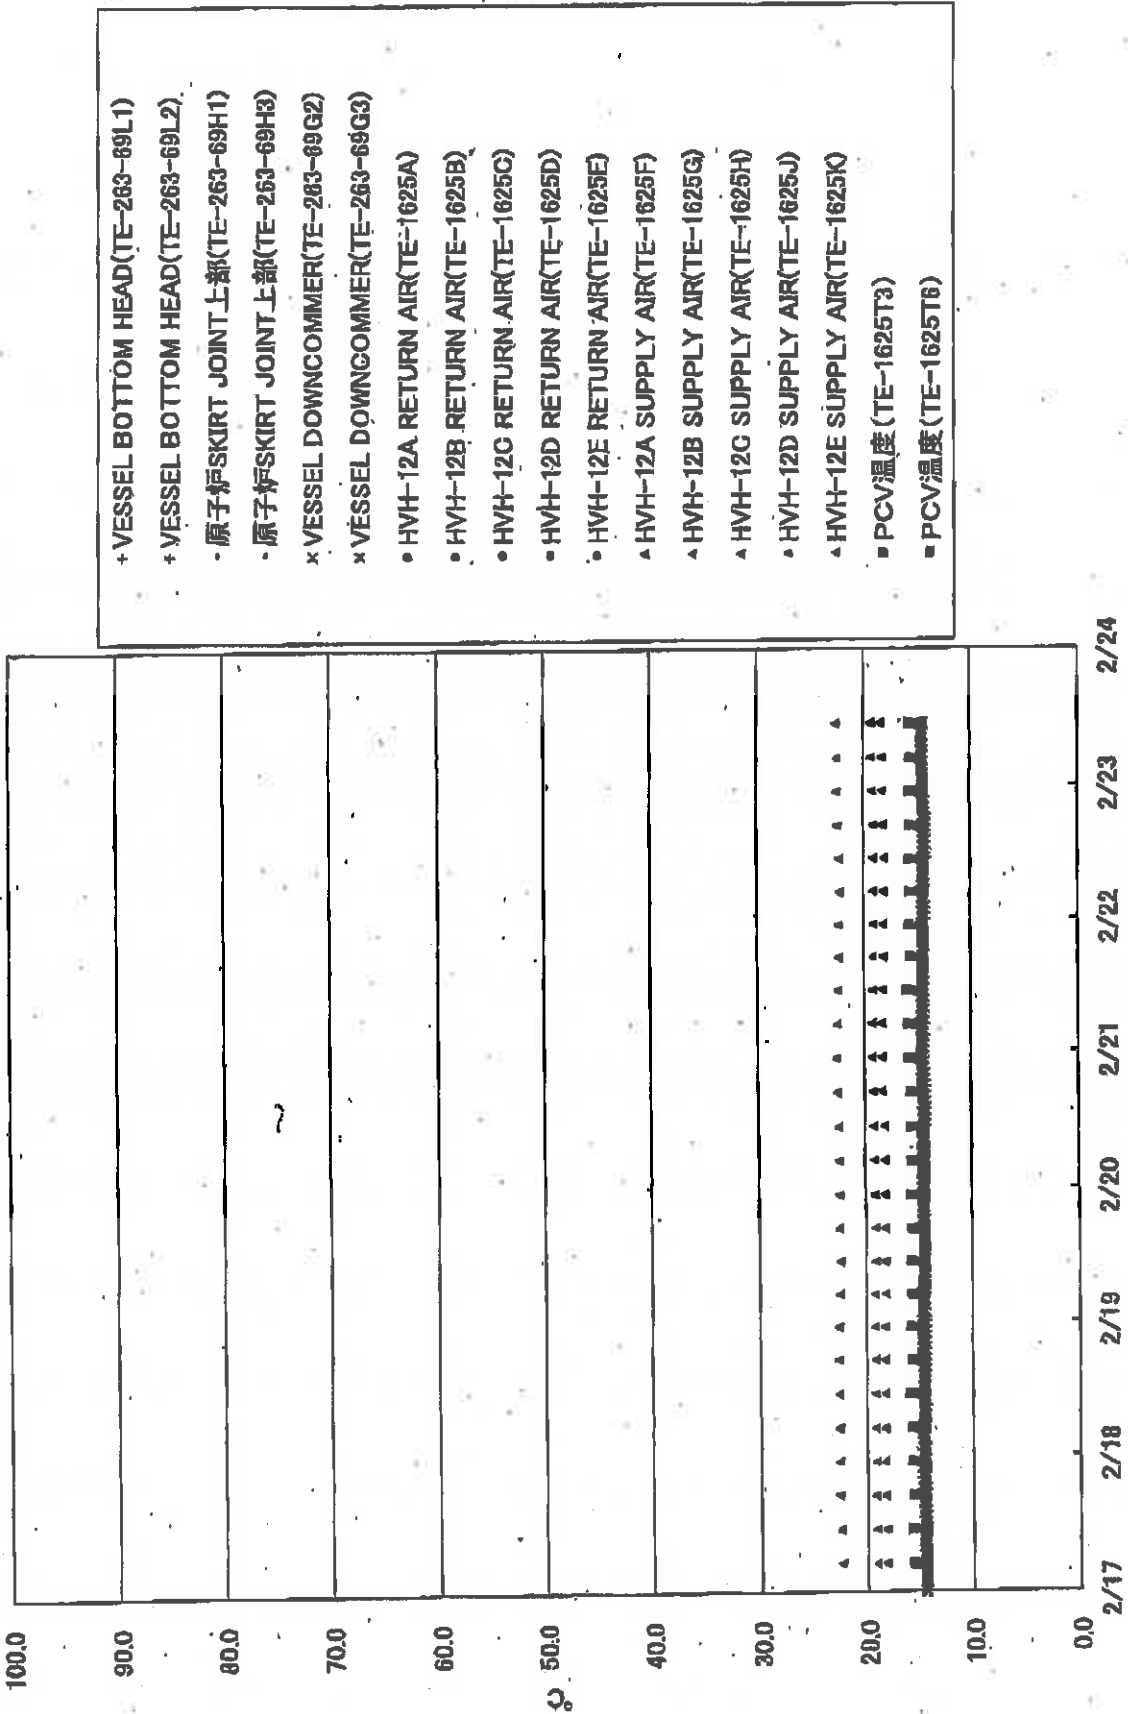 100.0
90.0
80.0
70.0
60.0
50.0
40.0
30.0
20.0
10.0
0.0
℃
2/17
2/18
2/19
2/20
2/21
2/22
2/23
2/24
+ VESSEL BOTTOM HEAD(TE-263-69L1)
+ VESSEL BOTTOM HEAD(TE-263-69L2)
- 原子炉SKIRT JOINT上部(TE-263-69H1)
- 原子炉SKIRT JOINT上部(TE-263-69H3)
× VESSEL DOWNCOMMER(TE-263-69G2)
× VESSEL DOWNCOMMER(TE-263-69G3)
● HVH-12A RETURN AIR(TE-1625A)
● HVH-12B RETURN AIR(TE-1625B)
● HVH-12C RETURN AIR(TE-1625C)
● HVH-12D RETURN AIR(TE-1625D)
● HVH-12E RETURN AIR(TE-1625E)
▲ HVH-12A SUPPLY AIR(TE-1625F)
▲ HVH-12B SUPPLY AIR(TE-1625G)
▲ HVH-12C SUPPLY AIR(TE-1625H)
▲ HVH-12D SUPPLY AIR(TE-1625J)
▲ HVH-12E SUPPLY AIR(TE-1625K)
■ PCV温度(TE-1625T3)
■ PCV温度(TE-1625T6)